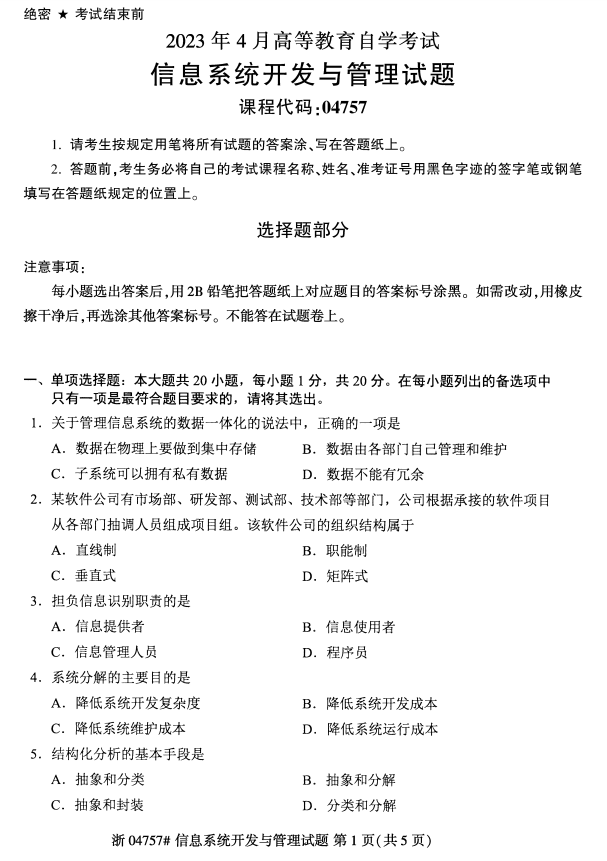 绝密 ★ 考试结束前
2023 年 4 月高等教育自学考试
信息系统开发与管理试题
课程代码:04757
1. 请考生按规定用笔将所有试题的答案涂、写在答题纸上。
2. 答题前,考生务必将自己的考试课程名称、姓名、准考证号用黑色字迹的签字笔或钢笔
填写在答题纸规定的位置上。
选择题部分
注意事项:
每小题选出答案后,用 2B 铅笔把答题纸上对应题目的答案标号涂黑。如需改动,用橡皮
擦干净后,再选涂其他答案标号。不能答在试题卷上。
一、单项选择题：本大题共 20 小题，每小题 1 分，共 20 分。在每小题列出的备选项中
只有一项是最符合题目要求的，请将其选出。
1．关于管理信息系统的数据一体化的说法中，正确的一项是
A．数据在物理上要做到集中存储 B．数据由各部门自己管理和维护
C．子系统可以拥有私有数据 D．数据不能有冗余
2．某软件公司有市场部、研发部、测试部、技术部等部门，公司根据承接的软件项目
从各部门抽调人员组成项目组。该软件公司的组织结构属于
A．直线制 B．职能制
C．垂直式 D．矩阵式
3．担负信息识别职责的是
A．信息提供者 B．信息使用者
C．信息管理人员 D．程序员
4．系统分解的主要目的是
A．降低系统开发复杂度 B．降低系统开发成本
C．降低系统维护成本 D．降低系统运行成本
5．结构化分析的基本手段是
A．抽象和分类 B．抽象和分解
C．抽象和封装 D．分类和分解
浙 04757# 信息系统开发与管理试题 第 1 页(共 5 页)